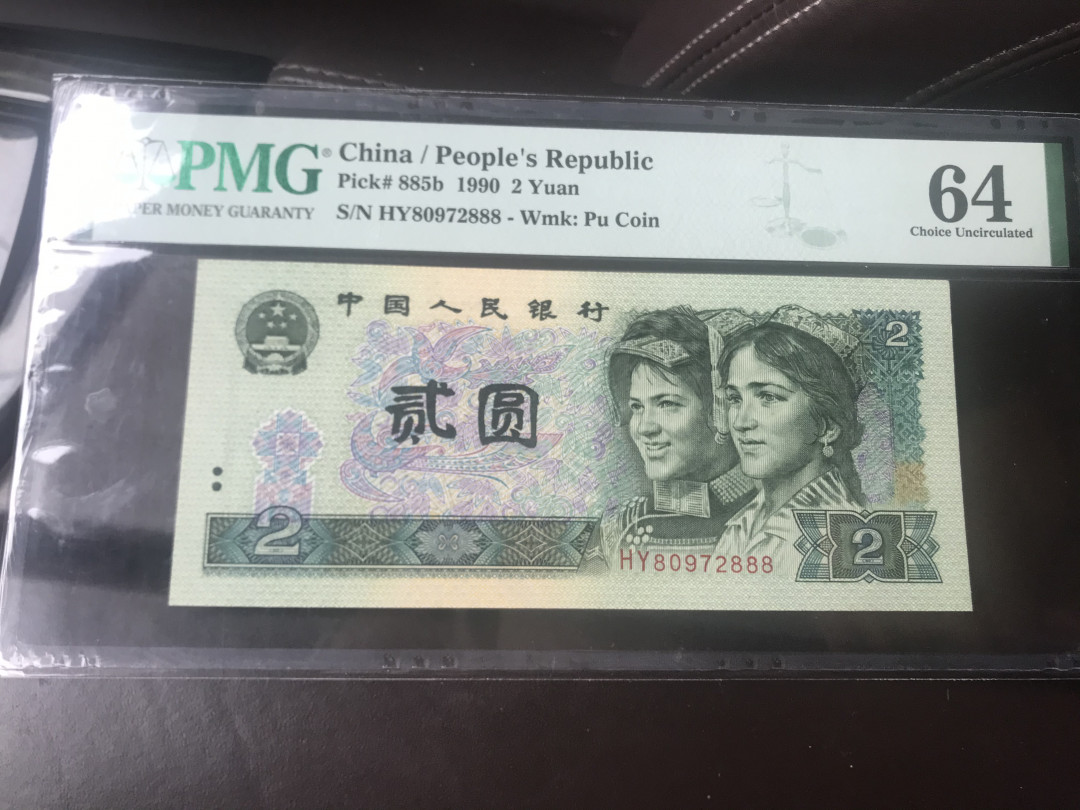 PMG® China / People's Republic
Pick# 885b 1990 2 Yuan
PER MONEY GUARANTY S/N HY80972888 - Wmk: Pu Coin
64
Choice Uncirculated
中国人民银行
2
贰圆
2
HY80972888
2